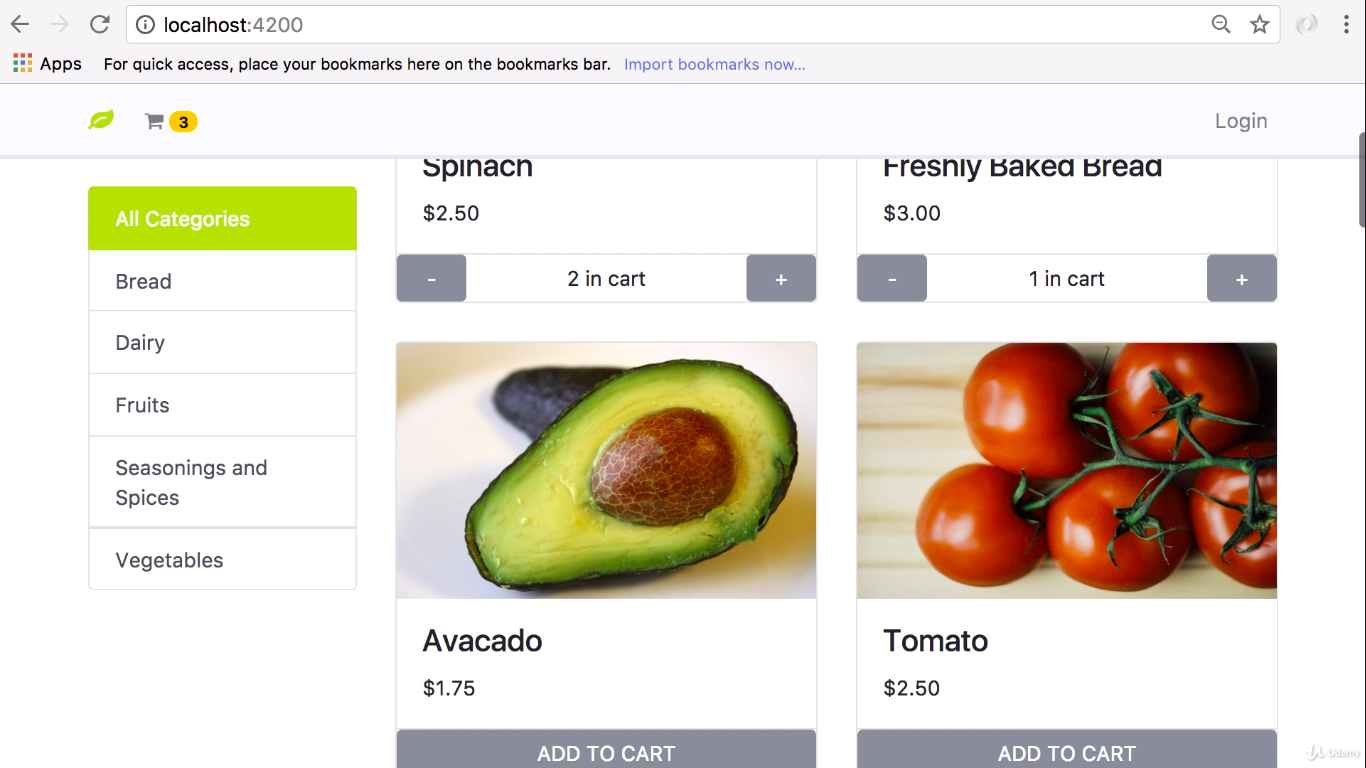 localhost:4200
Apps For quick access, place your bookmarks here on the bookmarks bar. Import bookmarks now...
3 Login
Spinach
$2.50
- 2 in cart +
Freshly Baked Bread
$3.00
- 1 in cart +
All Categories
Bread
Dairy
Fruits
Seasonings and
Spices
Vegetables
Avacado
$1.75
ADD TO CART
Tomato
$2.50
ADD TO CART
Udemy